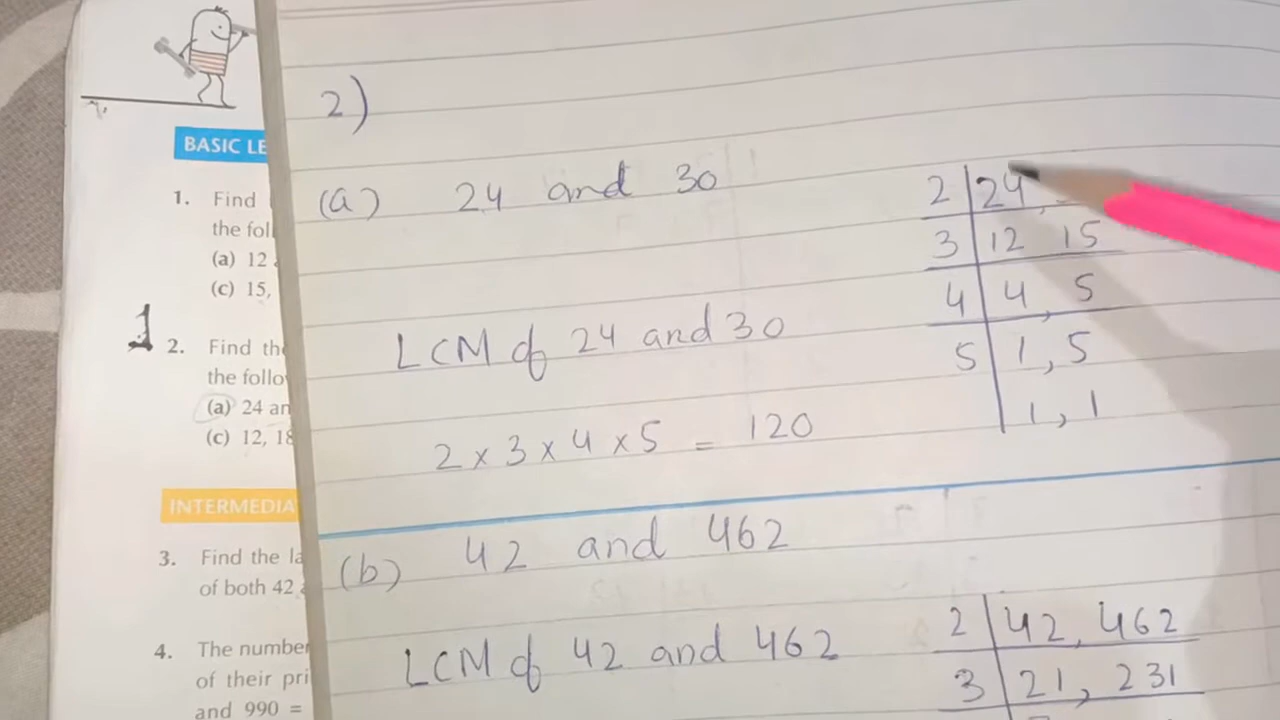 BASIC LE
1. Find
the fol
(a) 12
(c) 15,
1
2. Find th
the follo
(a) 24 an
(c) 12, 18
INTERMEDIA
3. Find the la
of both 42
4. The number
of their pri
and 990 =
2)
(a) 24 and 30
LCM of 24 and 30
2 x 3 x 4 x 5 = 120
2 | 24,
3 | 12 15
4 | 4, 5
5 | 1, 5
1, 1
(b) 42 and 462
LCM of 42 and 462
2 | 42, 462
3 | 21, 231